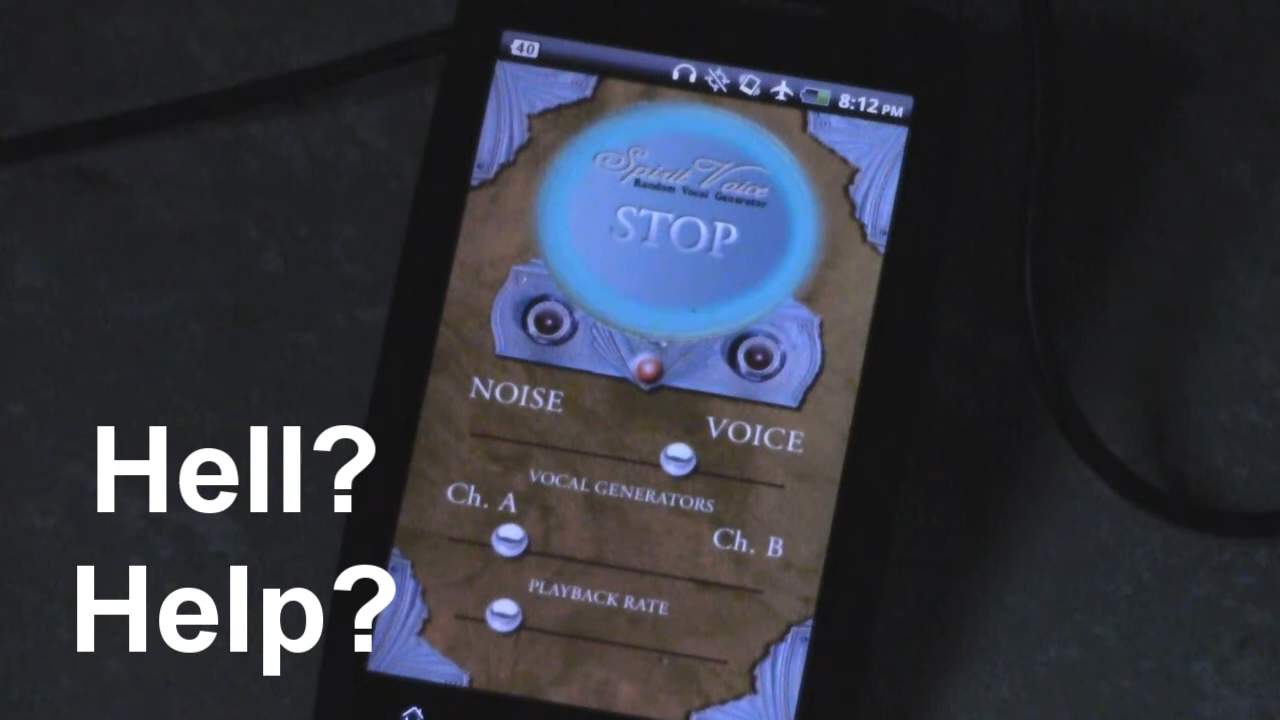 40
8:12 PM
Spirit Voice
Random Vocal Generator
STOP
NOISE
VOICE
VOCAL GENERATORS
Ch. A
Ch. B
PLAYBACK RATE
Hell?
Help?